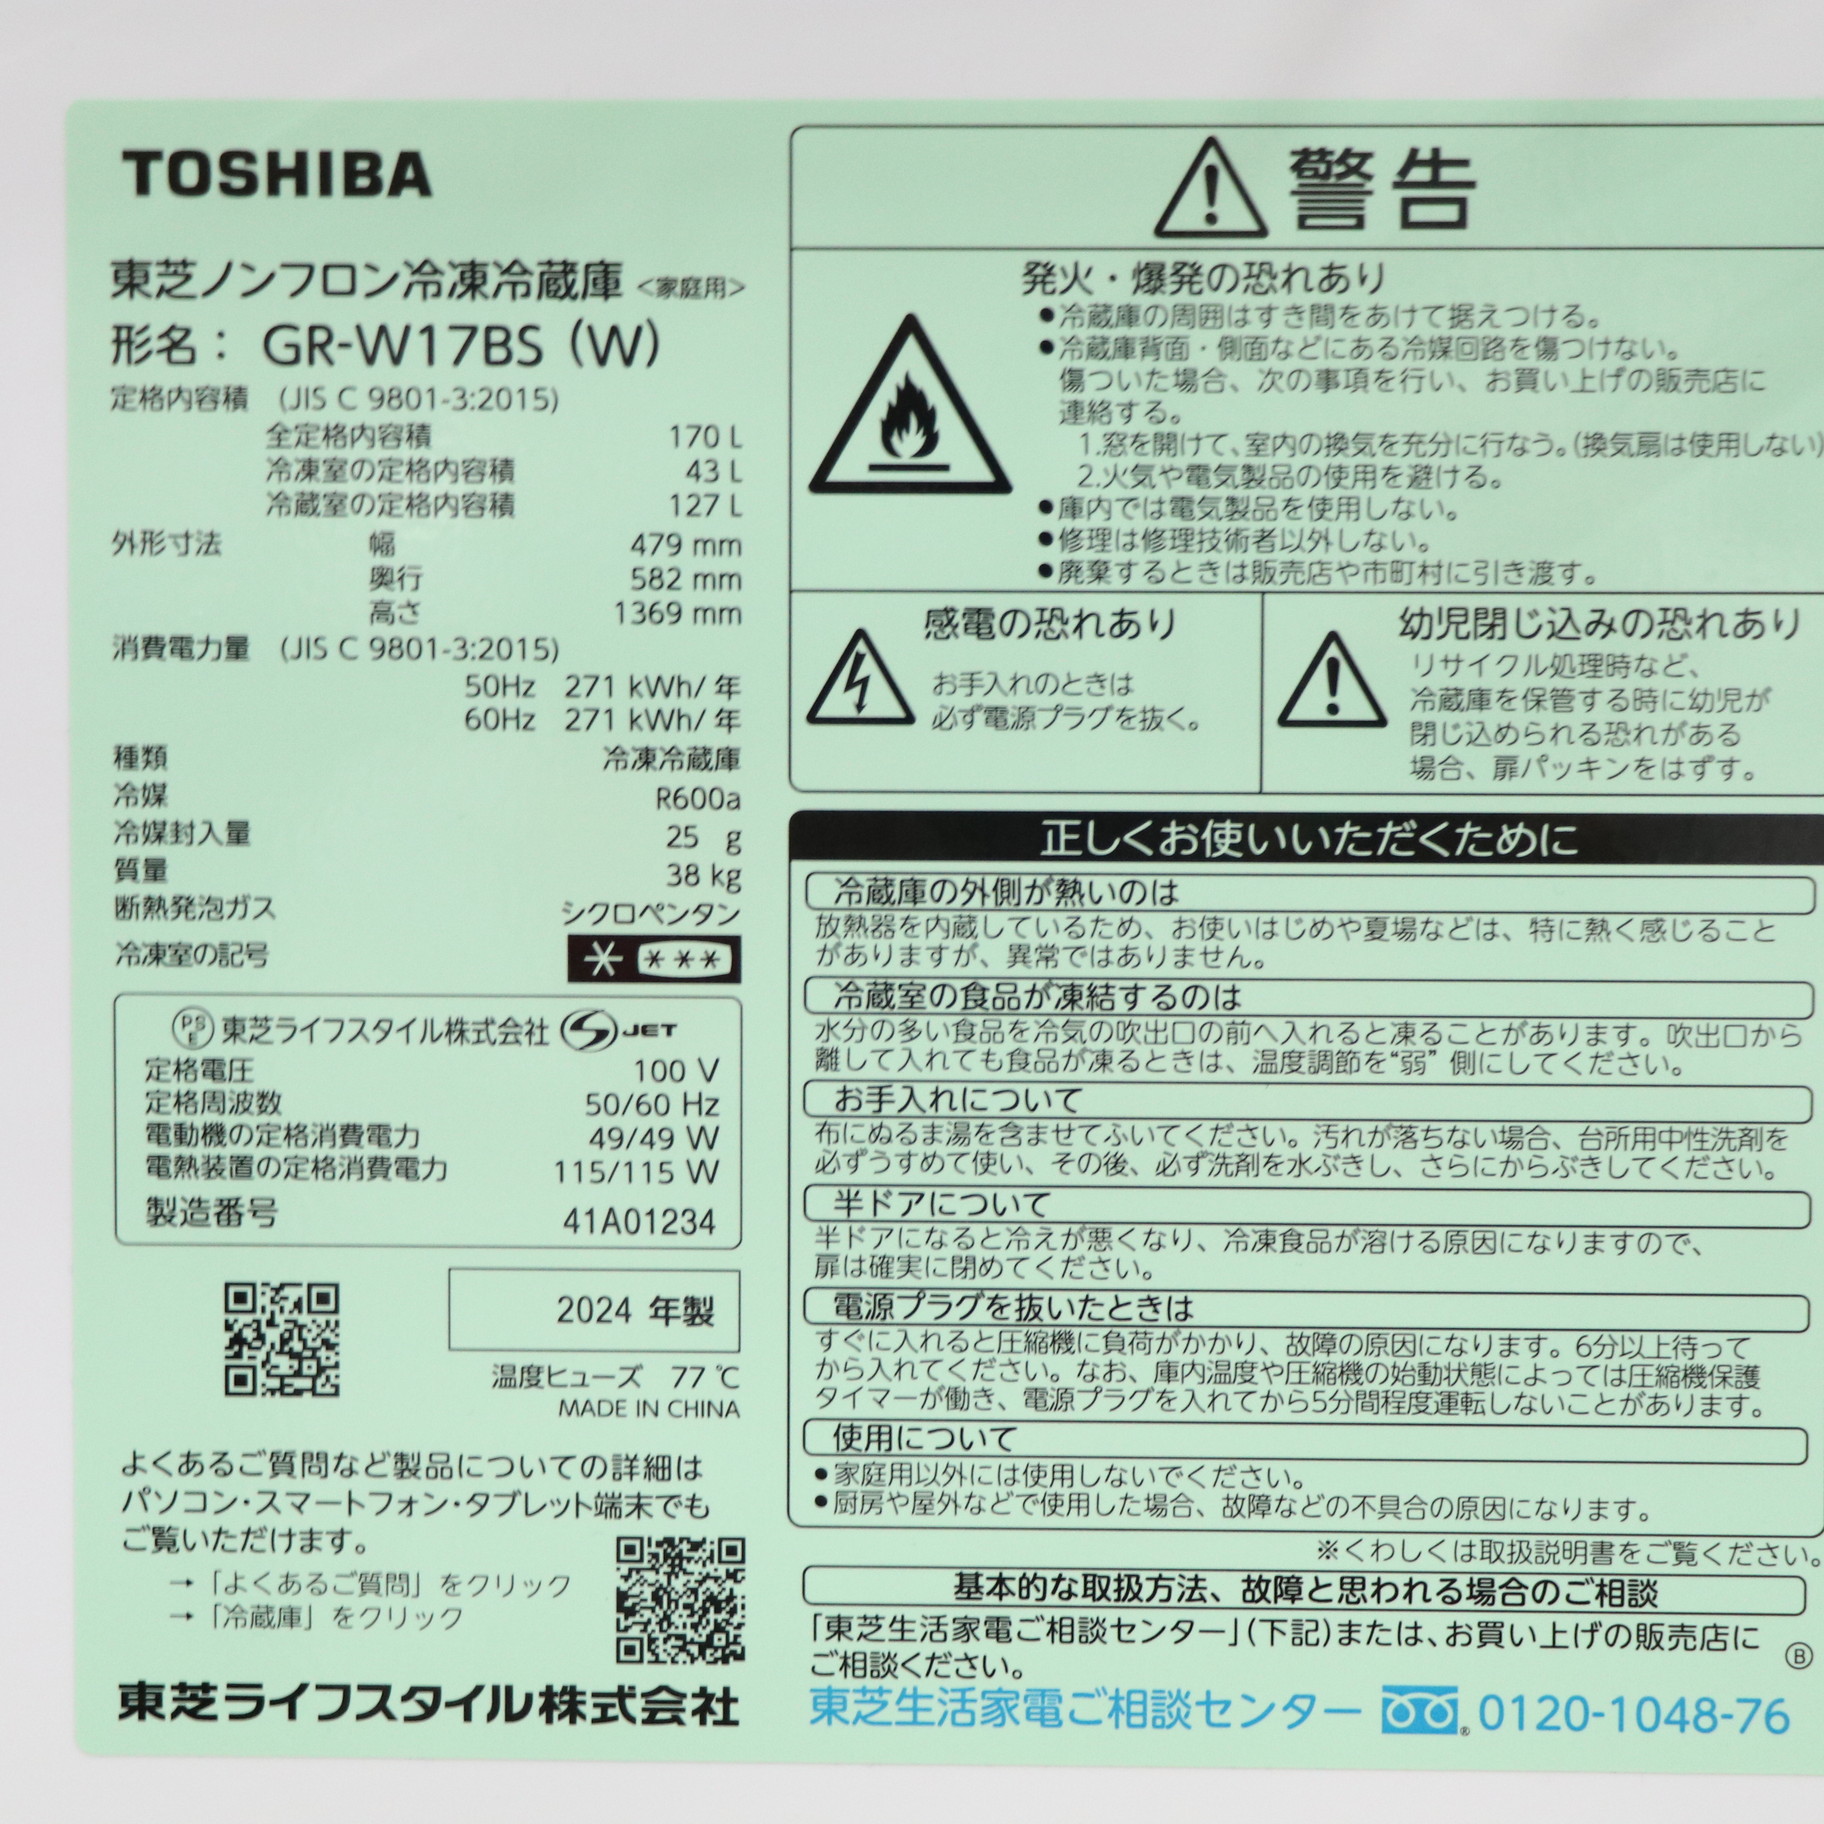 TOSHIBA
東芝ノンフロン冷凍冷蔵庫 <家庭用>
形名： GR-W17BS (W)
定格内容積 (JIS C 9801-3:2015)
全定格内容積 170 L
冷凍室の定格内容積 43 L
冷蔵室の定格内容積 127 L
外形寸法 幅 479 mm
奥行 582 mm
高さ 1369 mm
消費電力量 (JIS C 9801-3:2015)
50Hz 271 kWh/年
60Hz 271 kWh/年
種類 冷凍冷蔵庫
冷媒 R600a
冷媒封入量 25 g
質量 38 kg
断熱発泡ガス シクロペンタン
冷凍室の記号 * ***
PSE 東芝ライフスタイル株式会社 JET
定格電圧 100 V
定格周波数 50/60 Hz
電動機の定格消費電力 49/49 W
電熱装置の定格消費電力 115/115 W
製造番号 41A01234
2024 年製
温度ヒューズ 77 ℃
MADE IN CHINA
よくあるご質問など製品についての詳細は
パソコン・スマートフォン・タブレット端末でも
ご覧いただけます。
→「よくあるご質問」をクリック
→「冷蔵庫」をクリック
東芝ライフスタイル株式会社
警告
発火・爆発の恐れあり
●冷蔵庫の周囲はすき間をあけて据えつける。
●冷蔵庫背面・側面などにある冷媒回路を傷つけない。
傷ついた場合、次の事項を行い、お買い上げの販売店に
連絡する。
1.窓を開けて、室内の換気を充分に行なう。(換気扇は使用しない)
2.火気や電気製品の使用を避ける。
●庫内では電気製品を使用しない。
●修理は修理技術者以外しない。
●廃棄するときは販売店や市町村に引き渡す。
感電の恐れあり
お手入れのときは
必ず電源プラグを抜く。
幼児閉じ込みの恐れあり
リサイクル処理時など、
冷蔵庫を保管する時に幼児が
閉じ込められる恐れがある
場合、扉パッキンをはずす。
正しくお使いいただくために
冷蔵庫の外側が熱いのは
放熱器を内蔵しているため、お使いはじめや夏場などは、特に熱く感じること
がありますが、異常ではありません。
冷蔵室の食品が凍結するのは
水分の多い食品を冷気の吹出口の前へ入れると凍ることがあります。吹出口から
離して入れても食品が凍るときは、温度調節を“弱” 側にしてください。
お手入れについて
布にぬるま湯を含ませてふいてください。汚れが落ちない場合、台所用中性洗剤を
必ずうすめて使い、その後、必ず洗剤を水ぶきし、さらにからぶきしてください。
半ドアについて
半ドアになると冷えが悪くなり、冷凍食品が溶ける原因になりますので、
扉は確実に閉めてください。
電源プラグを抜いたときは
すぐに入れると圧縮機に負荷がかかり、故障の原因になります。6分以上待って
から入れてください。なお、庫内温度や圧縮機の始動状態によっては圧縮機保護
タイマーが働き、電源プラグを入れてから5分間程度運転しないことがあります。
使用について
●家庭用以外には使用しないでください。
●厨房や屋外などで使用した場合、故障などの不具合の原因になります。
※くわしくは取扱説明書をご覧ください。
基本的な取扱方法、故障と思われる場合のご相談
「東芝生活家電ご相談センター」(下記)または、お買い上げの販売店に
ご相談ください。
Ⓑ
東芝生活家電ご相談センター ® 0120-1048-76